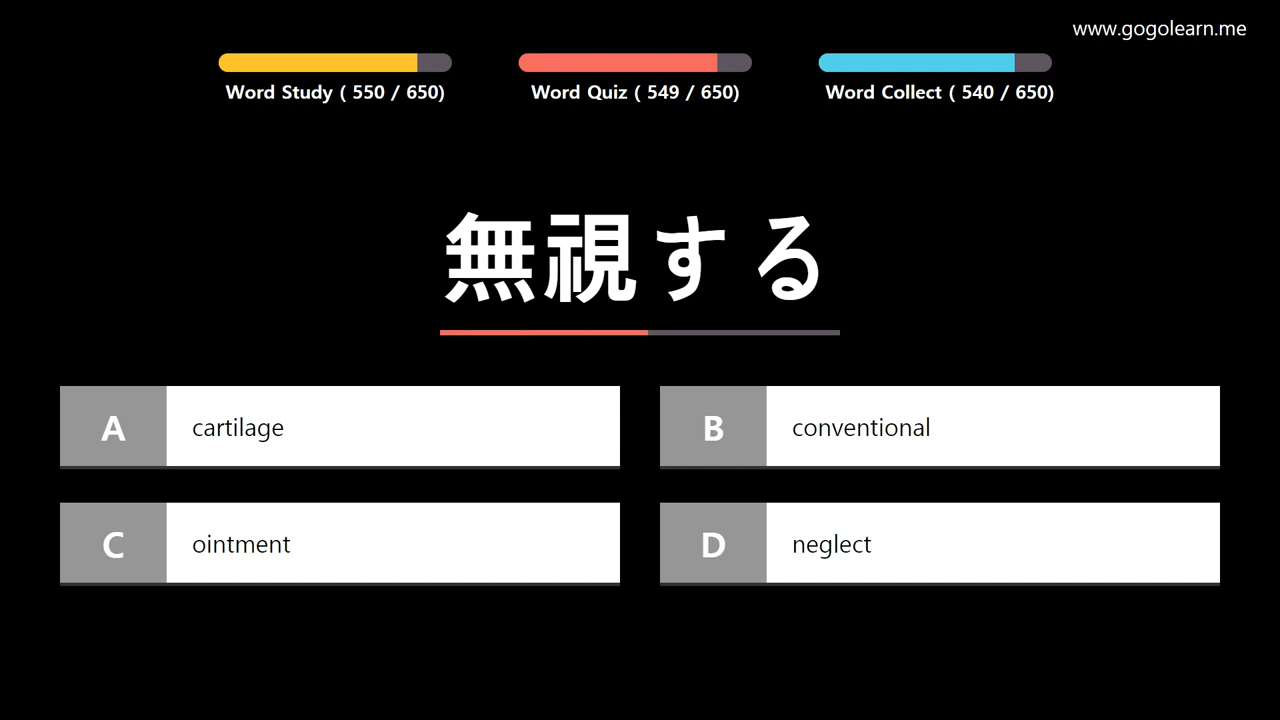 www.gogolearn.me
Word Study ( 550 / 650)
Word Quiz ( 549 / 650)
Word Collect ( 540 / 650)
無視する
A cartilage
B conventional
C ointment
D neglect